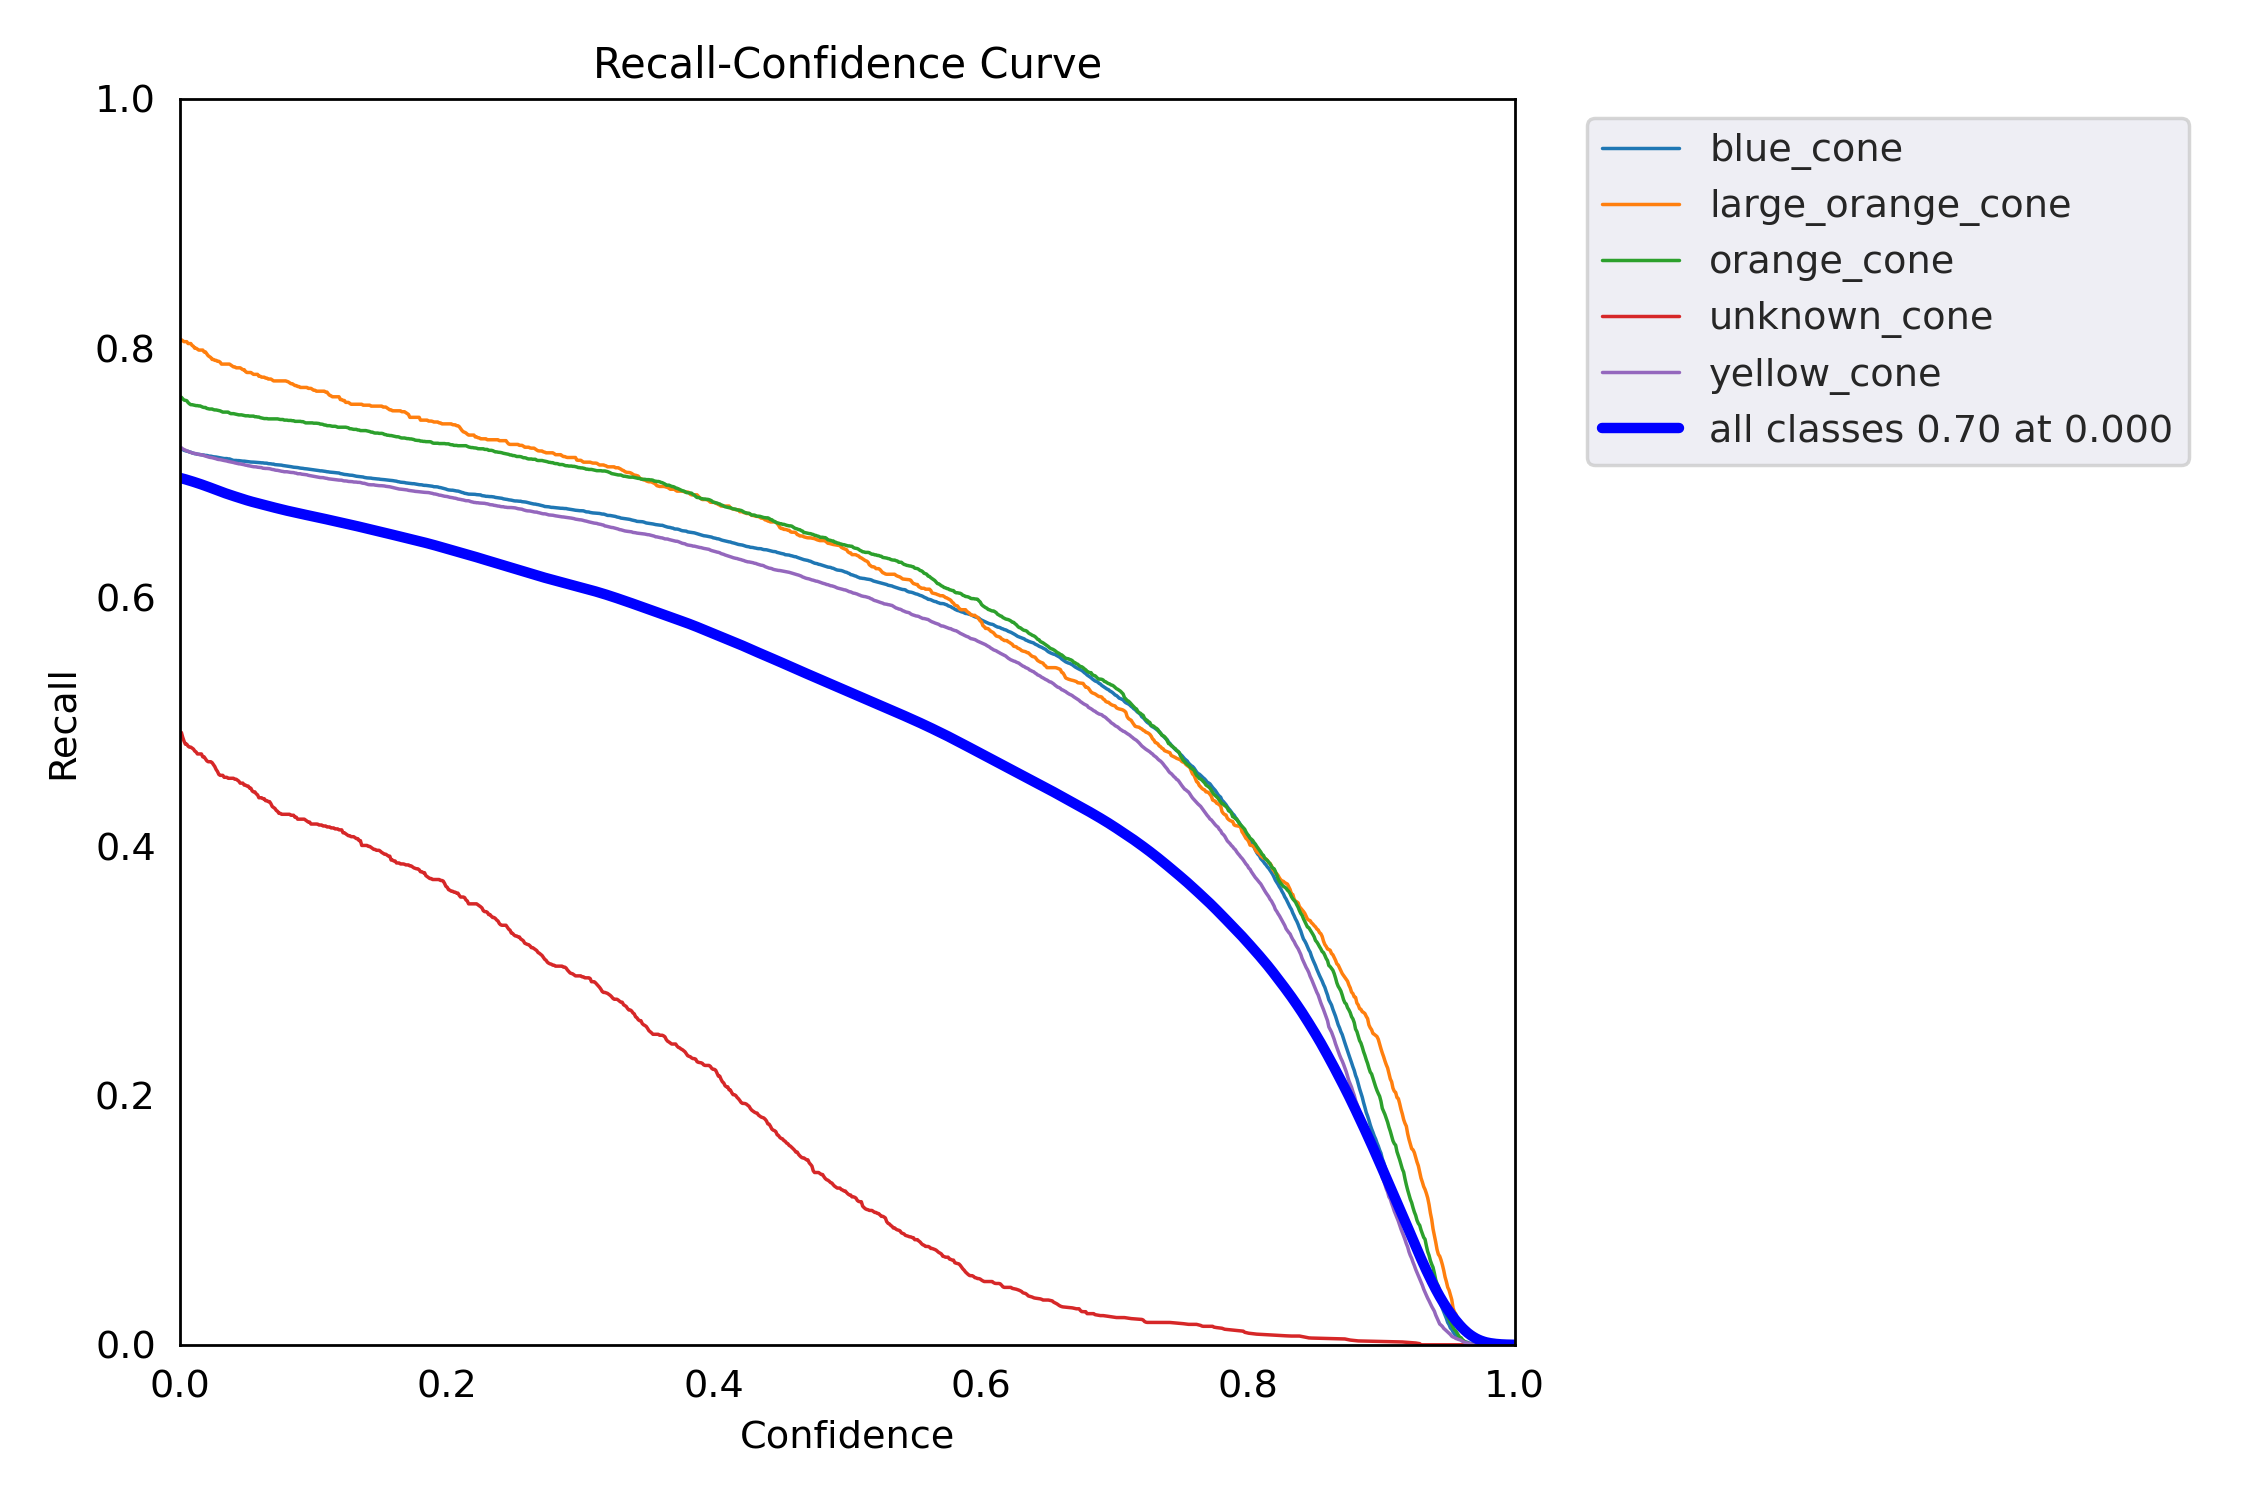 Recall-Confidence Curve
1.0
0.8
0.6
0.4
0.2
0.0
Recall
0.0 0.2 0.4 0.6 0.8 1.0
Confidence
blue_cone
large_orange_cone
orange_cone
unknown_cone
yellow_cone
all classes 0.70 at 0.000